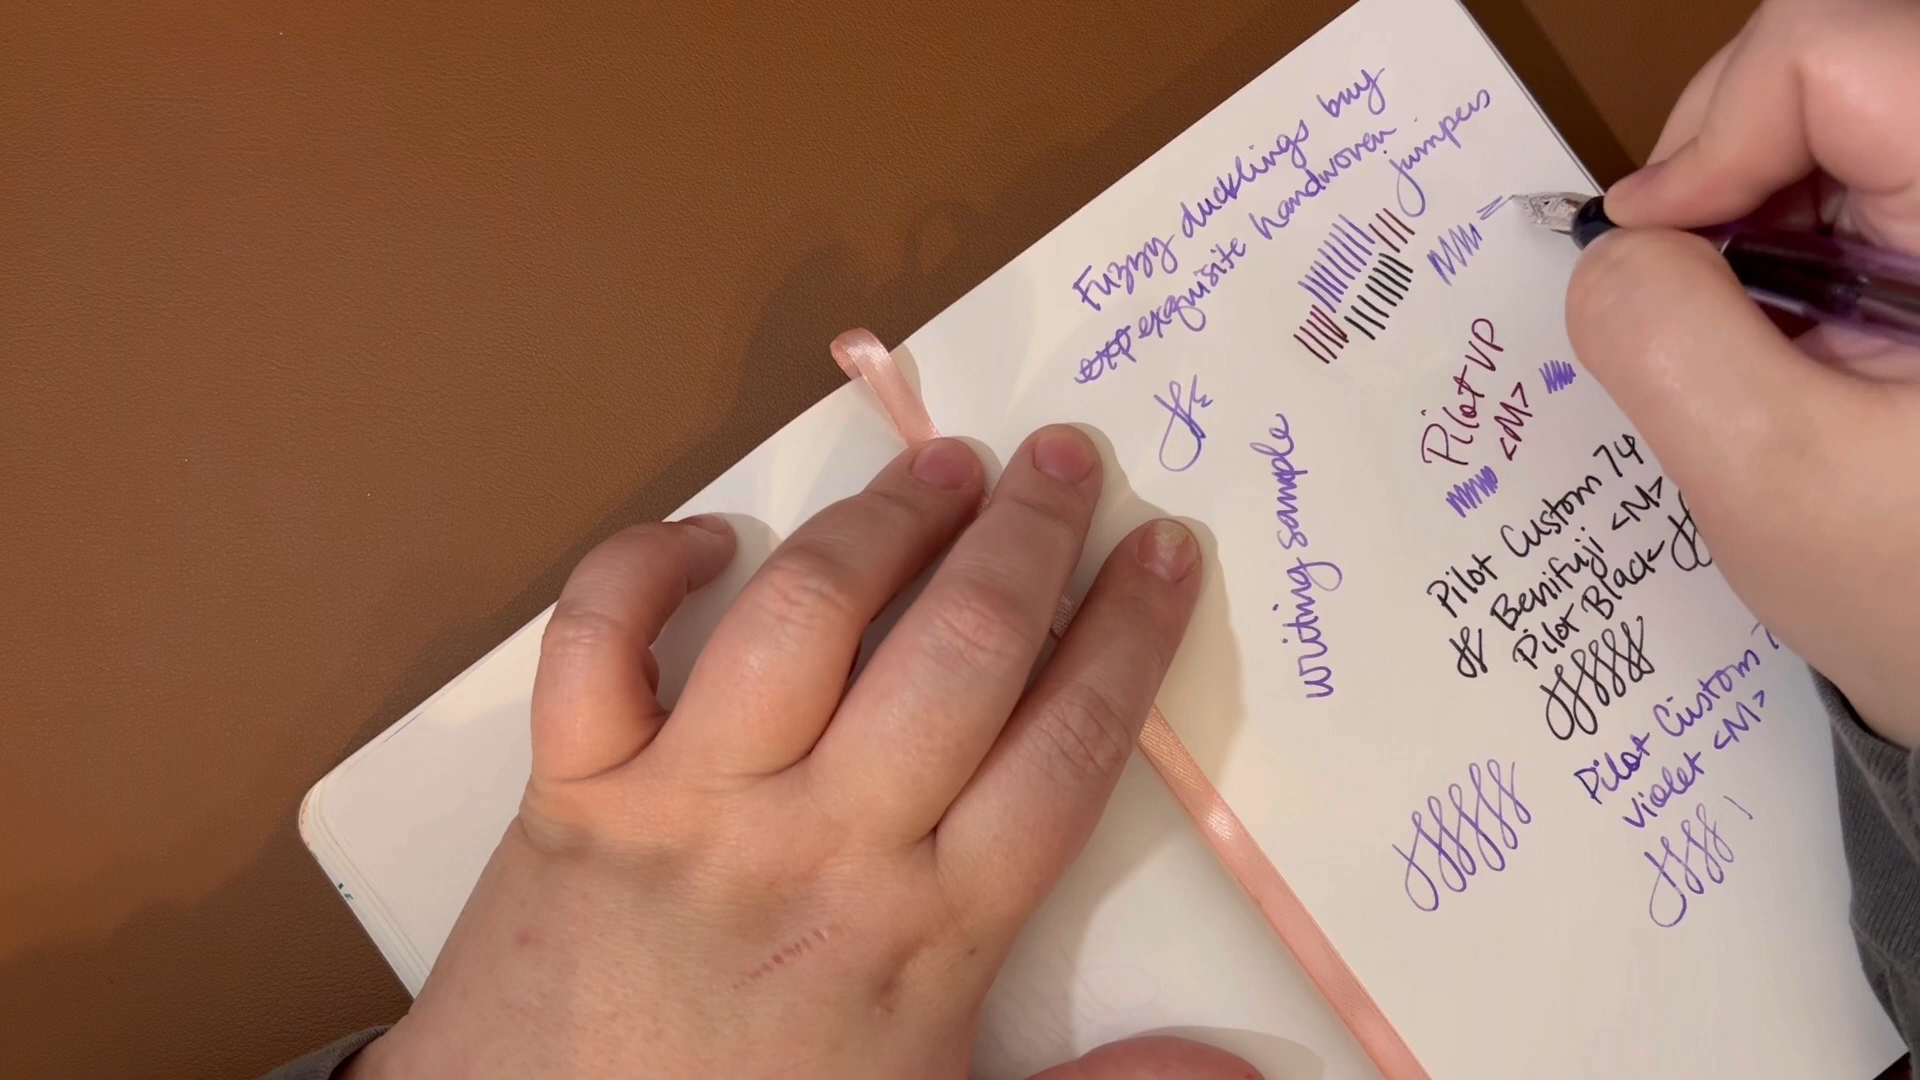 Fuzzy ducklings buy
exquisite handwoven
jumpers
writing sample
Pilot VP
<M>
Pilot Custom 74
Benifuji <M>
Pilot Black
Pilot Custom 7
violet <M>